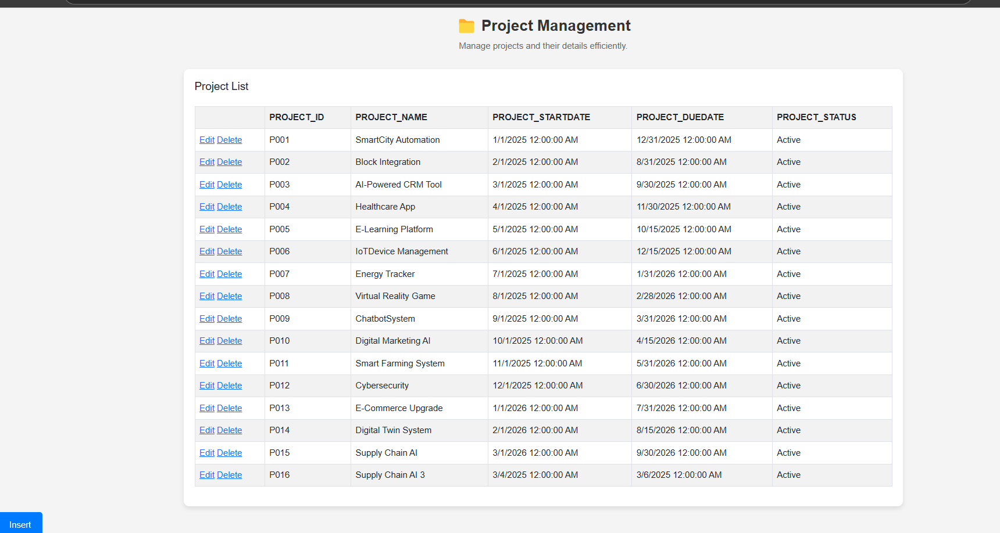 Project Management
Manage projects and their details efficiently.
Project List
PROJECT_ID PROJECT_NAME PROJECT_STARTDATE PROJECT_DUEDATE PROJECT_STATUS
Edit Delete P001 SmartCity Automation 1/1/2025 12:00:00 AM 12/31/2025 12:00:00 AM Active
Edit Delete P002 Block Integration 2/1/2025 12:00:00 AM 8/31/2025 12:00:00 AM Active
Edit Delete P003 AI-Powered CRM Tool 3/1/2025 12:00:00 AM 9/30/2025 12:00:00 AM Active
Edit Delete P004 Healthcare App 4/1/2025 12:00:00 AM 11/30/2025 12:00:00 AM Active
Edit Delete P005 E-Learning Platform 5/1/2025 12:00:00 AM 10/15/2025 12:00:00 AM Active
Edit Delete P006 IoTDevice Management 6/1/2025 12:00:00 AM 12/15/2025 12:00:00 AM Active
Edit Delete P007 Energy Tracker 7/1/2025 12:00:00 AM 1/31/2026 12:00:00 AM Active
Edit Delete P008 Virtual Reality Game 8/1/2025 12:00:00 AM 2/28/2026 12:00:00 AM Active
Edit Delete P009 ChatbotSystem 9/1/2025 12:00:00 AM 3/31/2026 12:00:00 AM Active
Edit Delete P010 Digital Marketing AI 10/1/2025 12:00:00 AM 4/15/2026 12:00:00 AM Active
Edit Delete P011 Smart Farming System 11/1/2025 12:00:00 AM 5/31/2026 12:00:00 AM Active
Edit Delete P012 Cybersecurity 12/1/2025 12:00:00 AM 6/30/2026 12:00:00 AM Active
Edit Delete P013 E-Commerce Upgrade 1/1/2026 12:00:00 AM 7/31/2026 12:00:00 AM Active
Edit Delete P014 Digital Twin System 2/1/2026 12:00:00 AM 8/15/2026 12:00:00 AM Active
Edit Delete P015 Supply Chain AI 3/1/2026 12:00:00 AM 9/30/2026 12:00:00 AM Active
Edit Delete P016 Supply Chain AI 3 3/4/2025 12:00:00 AM 3/6/2025 12:00:00 AM Active
Insert